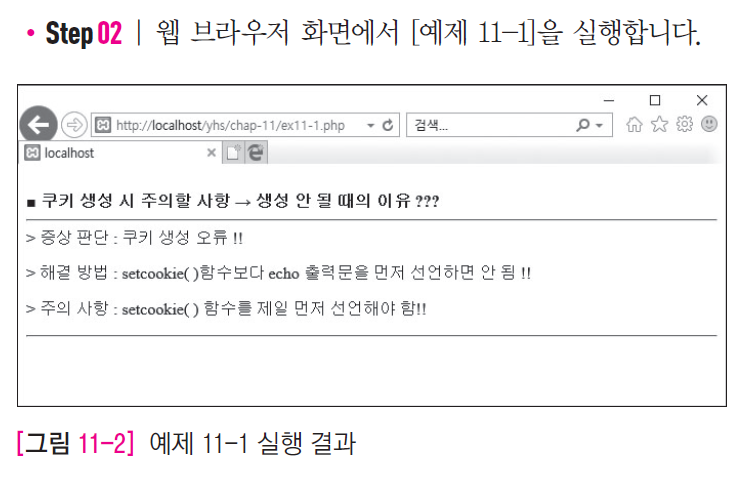 • Step 02 | 웹 브라우저 화면에서 [예제 11-1]을 실행합니다.
http://localhost/yhs/chap-11/ex11-1.php
검색...
localhost
■ 쿠키 생성 시 주의할 사항 → 생성 안 될 때의 이유 ???
> 증상 판단 : 쿠키 생성 오류 !!
> 해결 방법 : setcookie( )함수보다 echo 출력문을 먼저 선언하면 안 됨 !!
> 주의 사항 : setcookie( ) 함수를 제일 먼저 선언해야 함!!
[그림 11-2] 예제 11-1 실행 결과